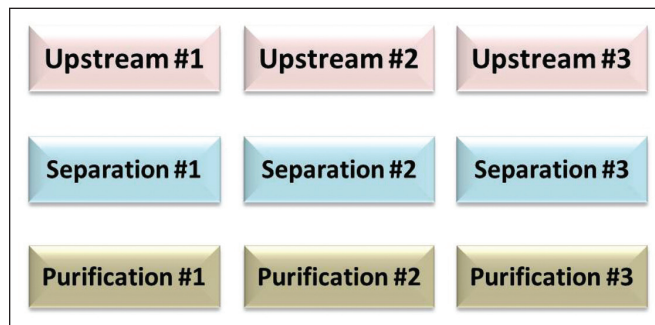 Upstream #1
Upstream #2
Upstream #3
Separation #1
Separation #2
Separation #3
Purification #1
Purification #2
Purification #3